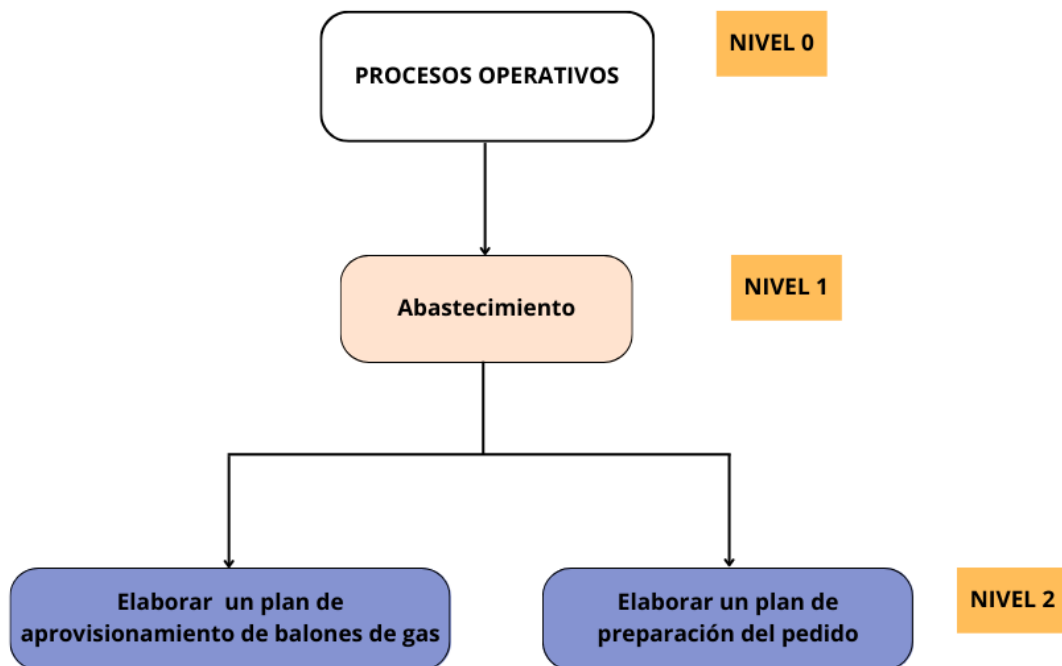 PROCESOS OPERATIVOS
NIVEL 0
Abastecimiento
NIVEL 1
Elaborar un plan de
aprovisionamiento de balones de gas
Elaborar un plan de
preparación del pedido
NIVEL 2